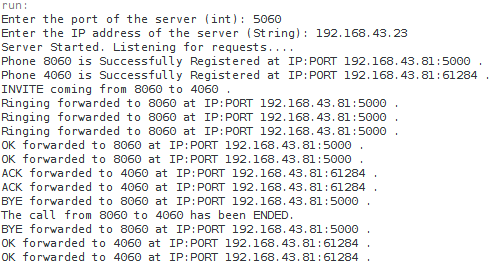 run:
Enter the port of the server (int): 5060
Enter the IP address of the server (String): 192.168.43.23
Server Started. Listening for requests....
Phone 8060 is Successfully Registered at IP:PORT 192.168.43.81:5000 .
Phone 4060 is Successfully Registered at IP:PORT 192.168.43.81:61284 .
INVITE coming from 8060 to 4060 .
Ringing forwarded to 8060 at IP:PORT 192.168.43.81:5000 .
Ringing forwarded to 8060 at IP:PORT 192.168.43.81:5000 .
Ringing forwarded to 8060 at IP:PORT 192.168.43.81:5000 .
OK forwarded to 8060 at IP:PORT 192.168.43.81:5000 .
OK forwarded to 8060 at IP:PORT 192.168.43.81:5000 .
ACK forwarded to 4060 at IP:PORT 192.168.43.81:61284 .
ACK forwarded to 4060 at IP:PORT 192.168.43.81:61284 .
BYE forwarded to 8060 at IP:PORT 192.168.43.81:5000 .
The call from 8060 to 4060 has been ENDED.
BYE forwarded to 8060 at IP:PORT 192.168.43.81:5000 .
OK forwarded to 4060 at IP:PORT 192.168.43.81:61284 .
OK forwarded to 4060 at IP:PORT 192.168.43.81:61284 .